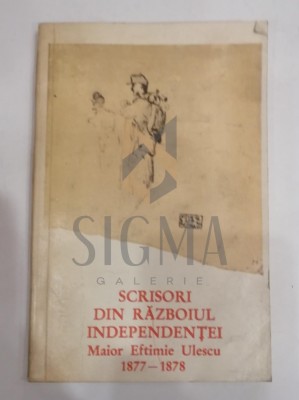 SIGMA
GALERIE
SCRISORI
DIN RĂZBOIUL
INDEPENDENȚEI
Maior Eftimie Ulescu
1877—1878